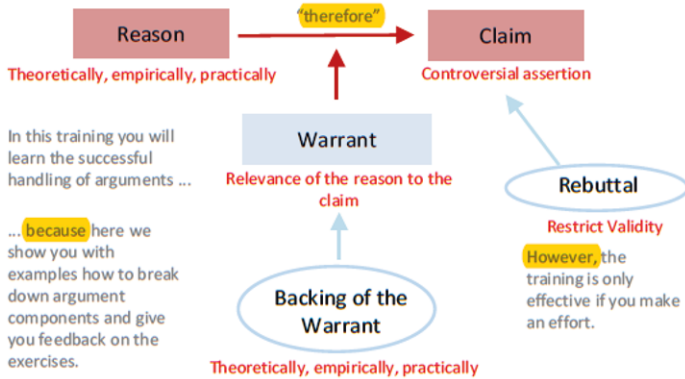 "therefore"
Reason
Claim
Theoretically, empirically, practically
Controversial assertion
In this training you will
learn the successful
handling of arguments ...
Warrant
Relevance of the reason to the
claim
Rebuttal
Restrict Validity
... because here we
show you with
examples how to break
down argument
components and give
you feedback on the
exercises.
However, the
training is only
effective if you make
an effort.
Backing of the
Warrant
Theoretically, empirically, practically